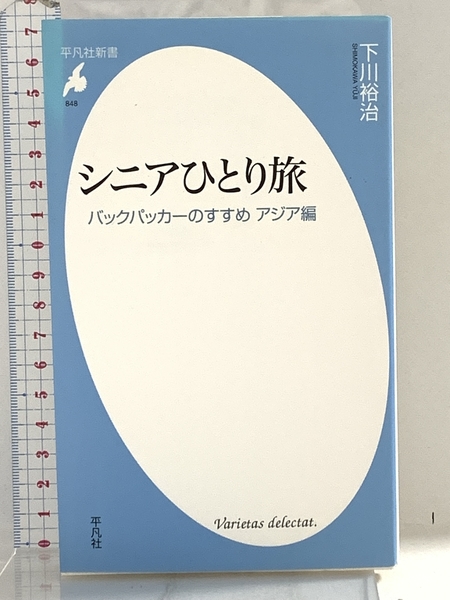 平凡社新書
848
下川裕治
SHIMOKAWA YŪJI
シニアひとり旅
バックパッカーのすすめ アジア編
Varietas delectat.
平凡社